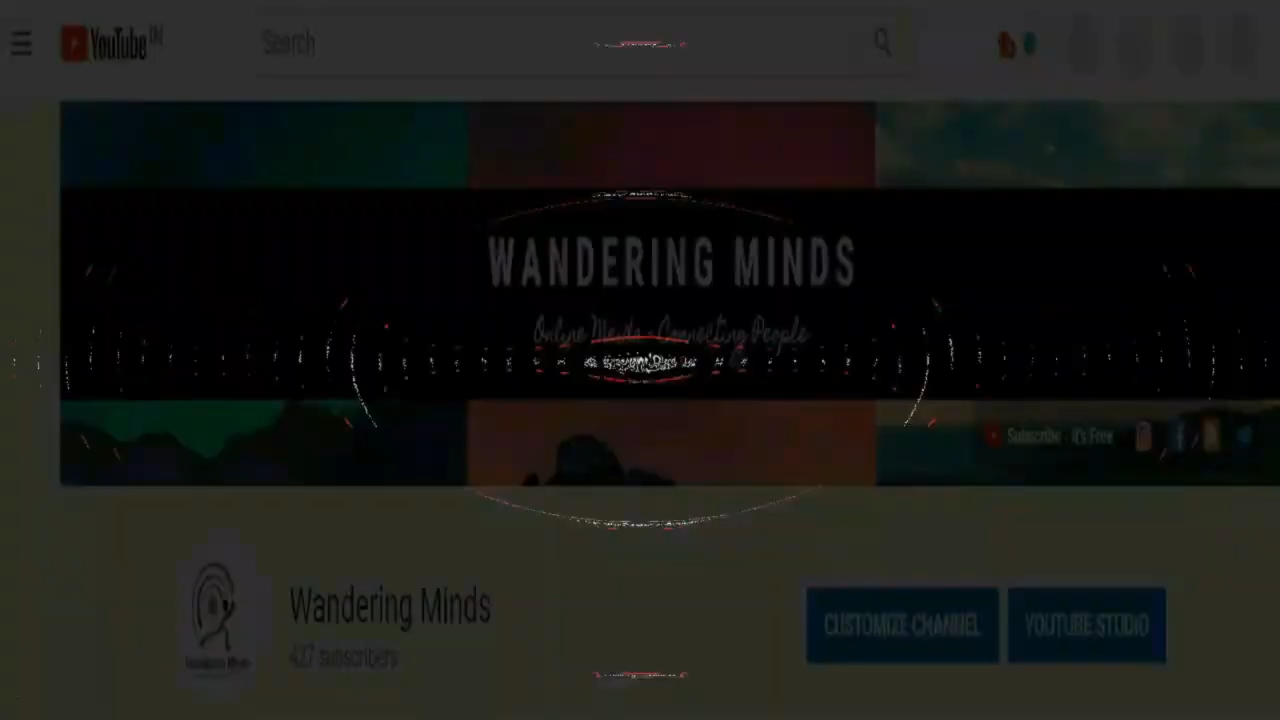 YouTube IN
Search
WANDERING MINDS
Online Minds - Connecting People
Subscribe - It's Free
Wandering Minds
427 subscribers
CUSTOMIZE CHANNEL
YOUTUBE STUDIO